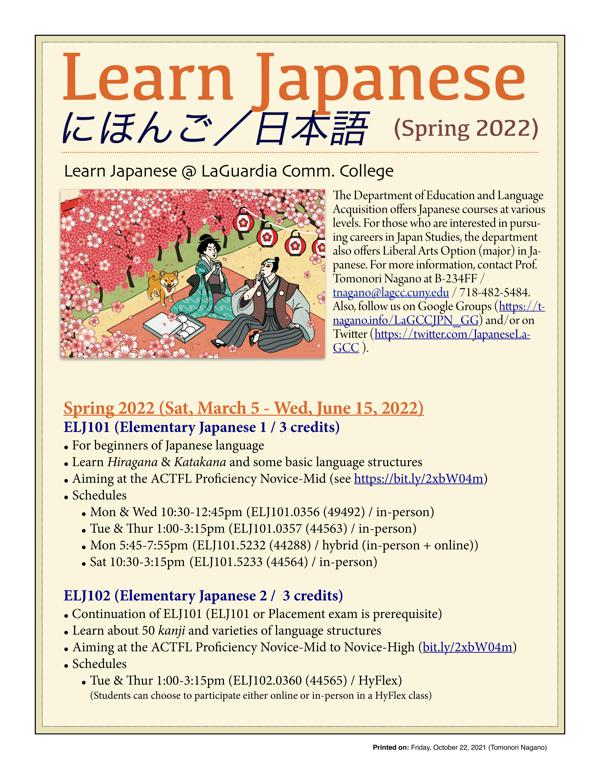 Learn Japanese
にほんご／日本語 (Spring 2022)
Learn Japanese @ LaGuardia Comm. College
The Department of Education and Language
Acquisition offers Japanese courses at various
levels. For those who are interested in pursu-
ing careers in Japan Studies, the department
also offers Liberal Arts Option (major) in Ja-
panese. For more information, contact Prof.
Tomonori Nagano at B-234FF /
tnagano@lagcc.cuny.edu / 718-482-5484.
Also, follow us on Google Groups (https://t-
nagano.info/LaGCCJPN_GG) and/or on
Twitter (https://twitter.com/JapaneseLa-
GCC ).
Spring 2022 (Sat, March 5 - Wed, June 15, 2022)
ELJ101 (Elementary Japanese 1 / 3 credits)
• For beginners of Japanese language
• Learn Hiragana & Katakana and some basic language structures
• Aiming at the ACTFL Proficiency Novice-Mid (see https://bit.ly/2xbW04m)
• Schedules
• Mon & Wed 10:30-12:45pm (ELJ101.0356 (49492) / in-person)
• Tue & Thur 1:00-3:15pm (ELJ101.0357 (44563) / in-person)
• Mon 5:45-7:55pm (ELJ101.5232 (44288) / hybrid (in-person + online))
• Sat 10:30-3:15pm (ELJ101.5233 (44564) / in-person)
ELJ102 (Elementary Japanese 2 / 3 credits)
• Continuation of ELJ101 (ELJ101 or Placement exam is prerequisite)
• Learn about 50 kanji and varieties of language structures
• Aiming at the ACTFL Proficiency Novice-Mid to Novice-High (bit.ly/2xbW04m)
• Schedules
• Tue & Thur 1:00-3:15pm (ELJ102.0360 (44565) / HyFlex)
(Students can choose to participate either online or in-person in a HyFlex class)
Printed on: Friday, October 22, 2021 (Tomonori Nagano)